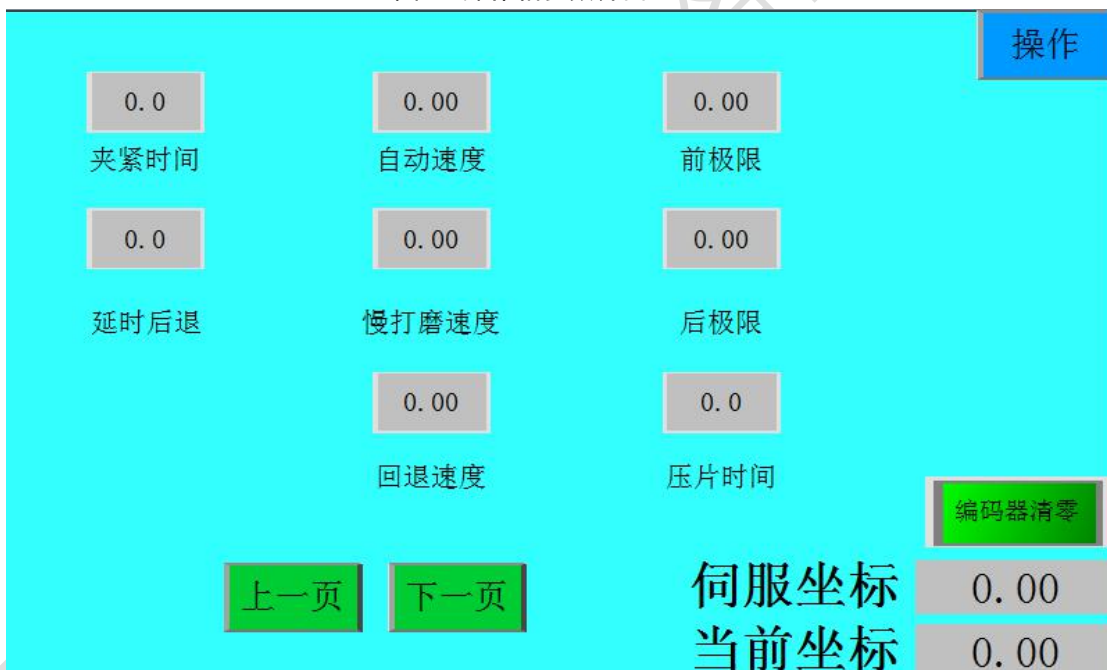 操作
0.0 0.00 0.00
夹紧时间 自动速度 前极限
0.0 0.00 0.00
延时后退 慢打磨速度 后极限
0.00 0.0
回退速度 压片时间
编码器清零
上一页 下一页
伺服坐标 0.00
当前坐标 0.00